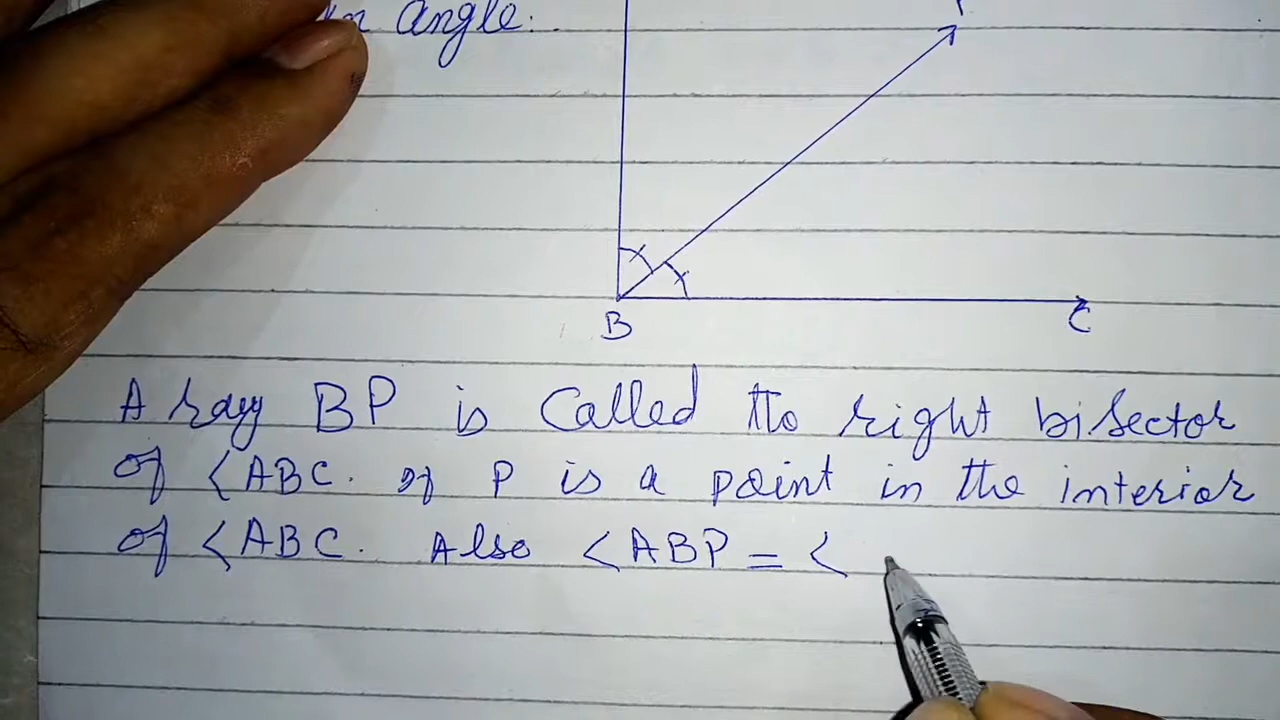 angle:
B
C
A ray BP is called the right bisector
of <ABC. If P is a point in the interior
of <ABC. Also <ABP = <